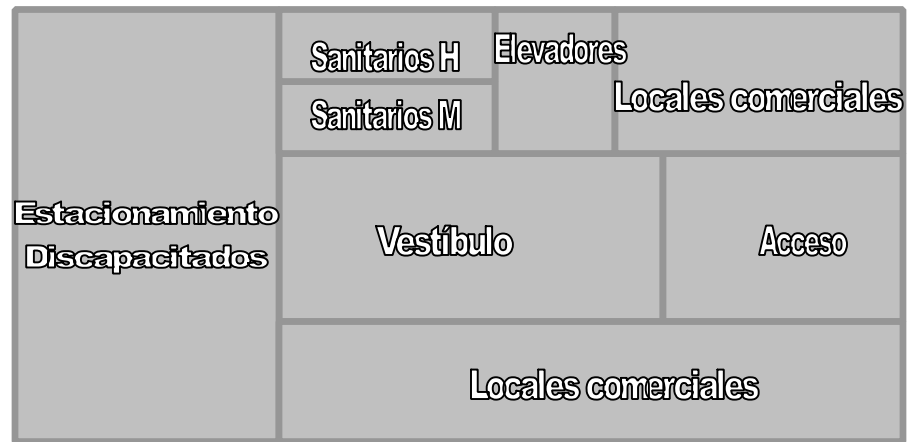 Sanitarios H
Elevadores
Locales comerciales
Sanitarios M
Estacionamiento
Discapacitados
Vestíbulo
Acceso
Locales comerciales